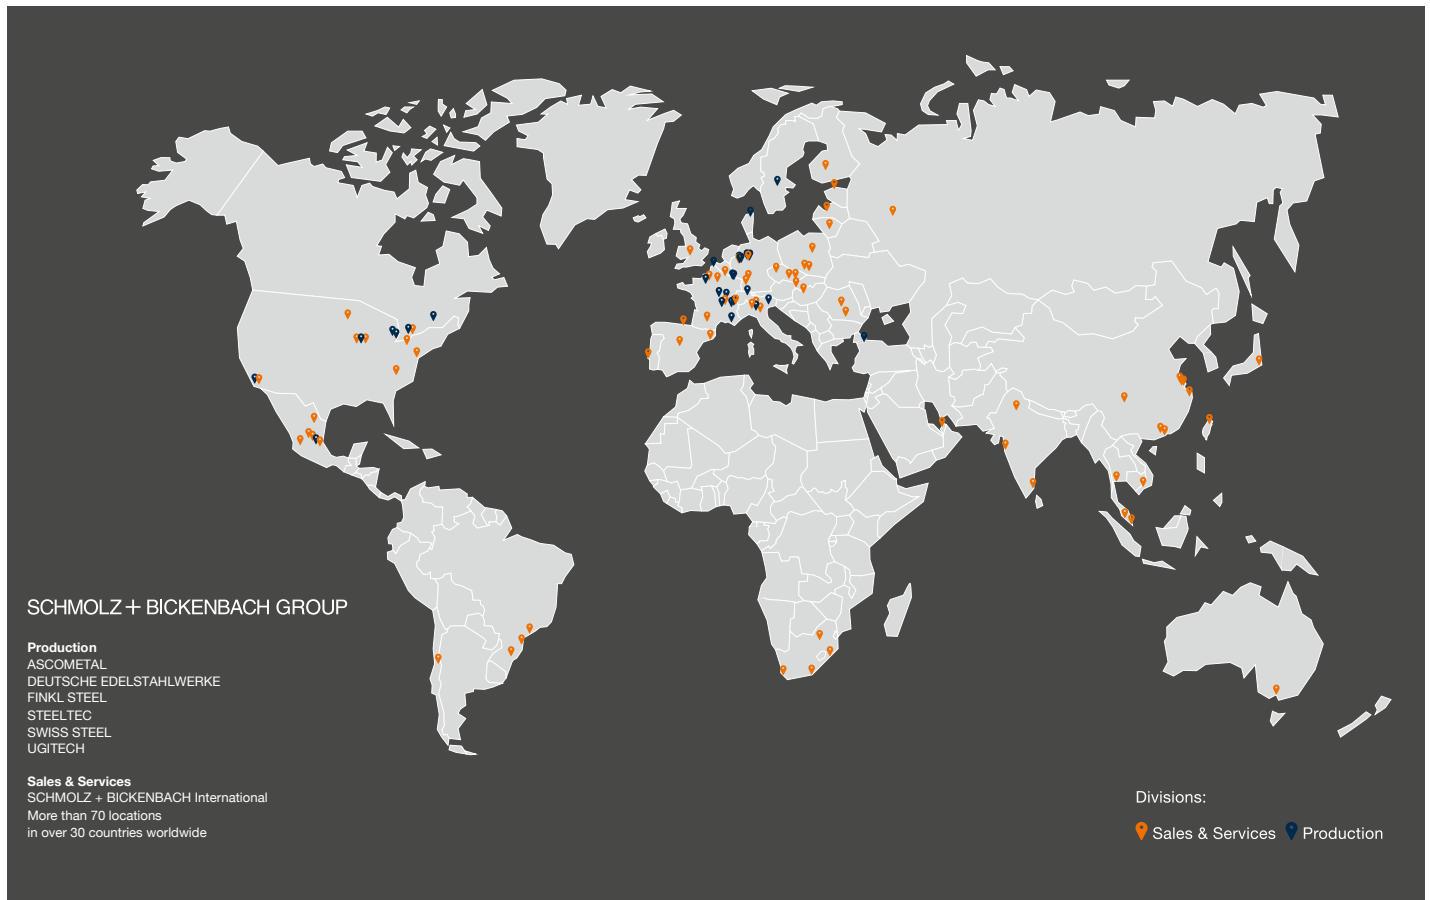 SCHMOLZ + BICKENBACH GROUP
Production
ASCOMETAL
DEUTSCHE EDELSTAHLWERKE
FINKL STEEL
STEELTEC
SWISS STEEL
UGITECH
Sales & Services
SCHMOLZ + BICKENBACH International
More than 70 locations
in over 30 countries worldwide
Divisions:
Sales & Services Production